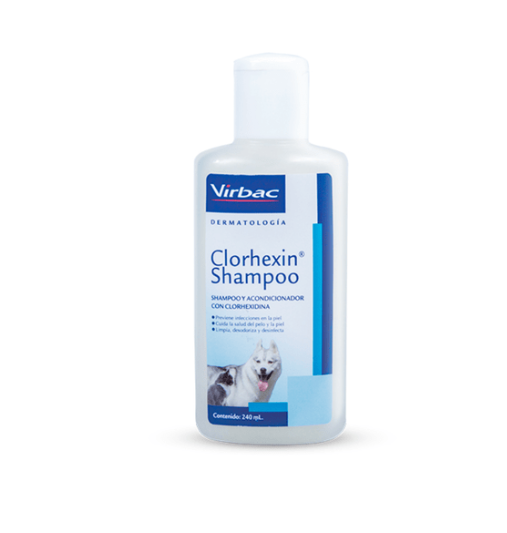 Virbac
DERMATOLOGÍA
Clorhexin®
Shampoo
SHAMPOO Y ACONDICIONADOR
CON CLORHEXIDINA
• Previene infecciones en la piel
• Cuida la salud del pelo y la piel
• Limpia, desodoriza y desinfecta
Contenido: 240 mL.